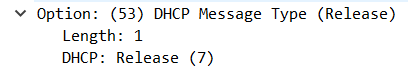 Option: (53) DHCP Message Type (Release)
Length: 1
DHCP: Release (7)